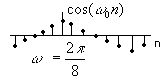 cos(ω₀n)
n
ω = 2π/8